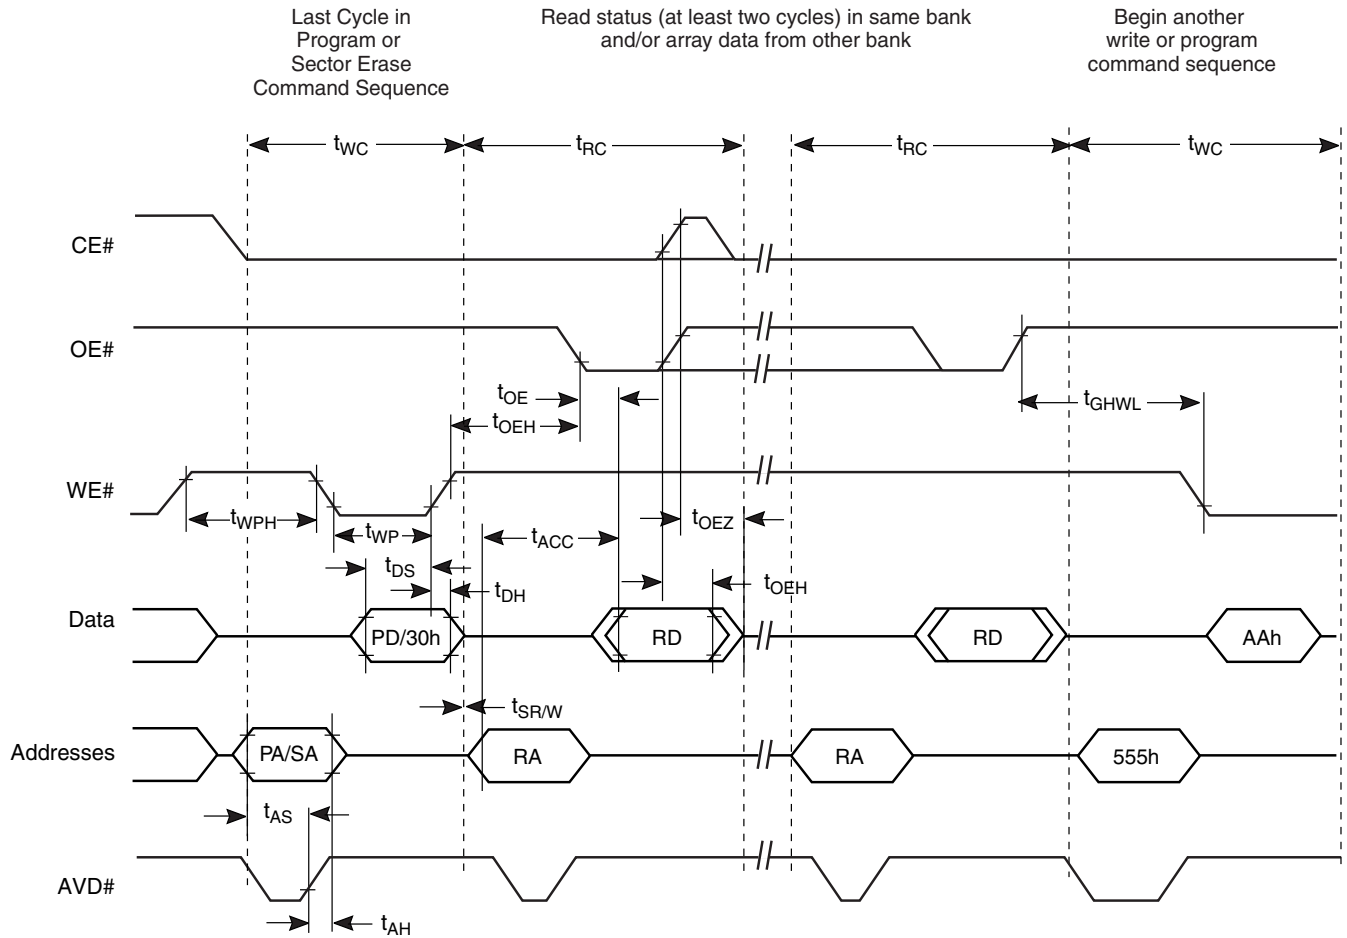 Last Cycle in
Program or
Sector Erase
Command Sequence
Read status (at least two cycles) in same bank
and/or array data from other bank
Begin another
write or program
command sequence
tWC
tRC
tRC
tWC
CE#
OE#
tOE
tOEH
tGHWL
WE#
tWPH
tWP
tACC
tOEZ
tDS
tDH
tOEH
Data
PD/30h
RD
RD
AAh
tSR/W
Addresses
PA/SA
RA
RA
555h
tAS
AVD#
tAH